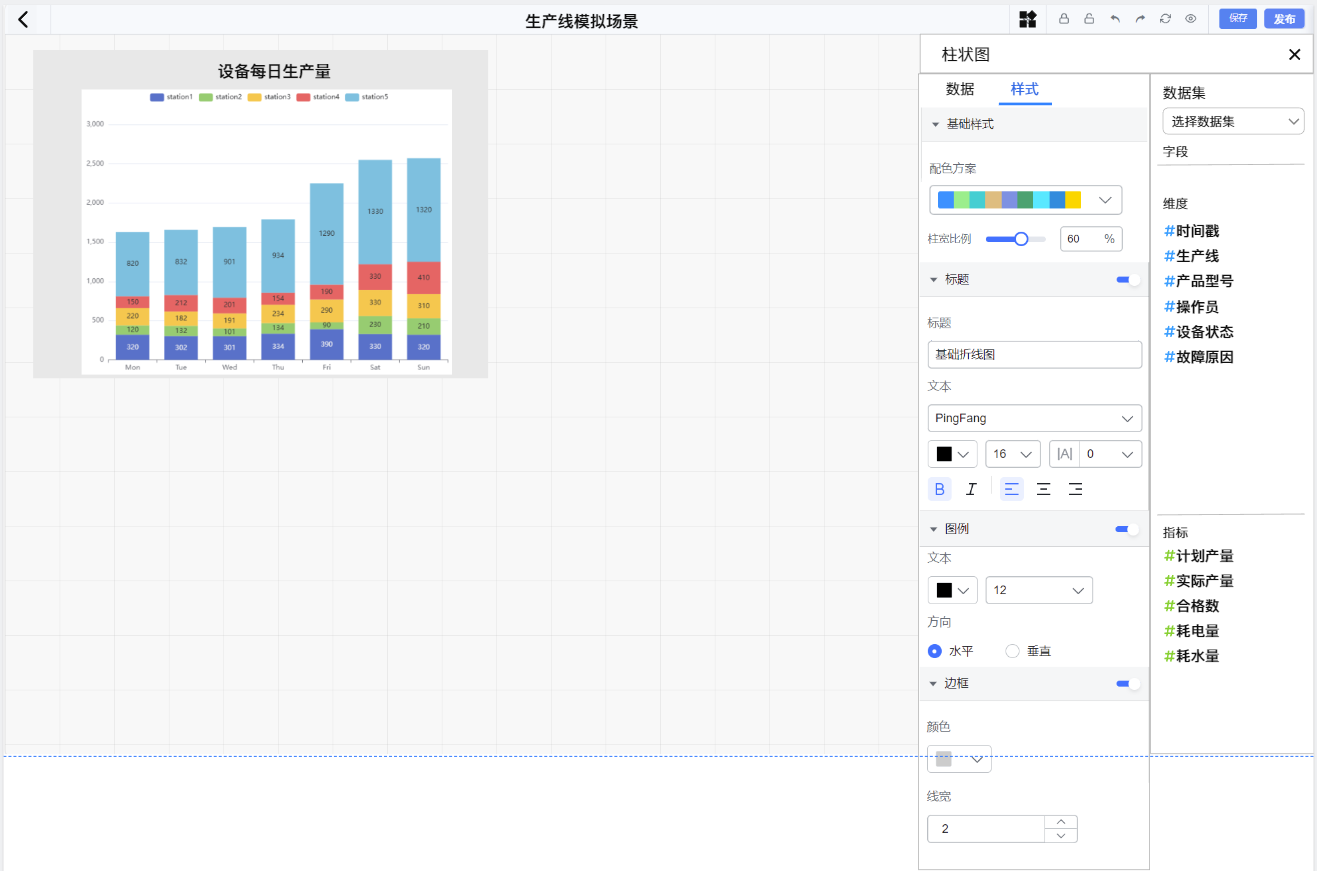 生产线模拟场景
保存
发布
设备每日生产量
station1 station2 station3 station4 station5
3,000
2,500
2,000
1,500
1,000
500
0
820 832 901 934 1290 1330 1320
150 212 201 154 190 330 410
220 182 191 234 290 330 310
120 132 101 134 90 230 210
320 302 301 334 390 330 320
Mon Tue Wed Thu Fri Sat Sun
柱状图
数据 样式
基础样式
配色方案
柱宽比例 60 %
标题
标题
基础折线图
文本
PingFang
16 |A| 0
B I
图例
文本
12
方向
水平 垂直
边框
颜色
线宽
2
数据集
选择数据集
字段
维度
#时间戳
#生产线
#产品型号
#操作员
#设备状态
#故障原因
指标
#计划产量
#实际产量
#合格数
#耗电量
#耗水量